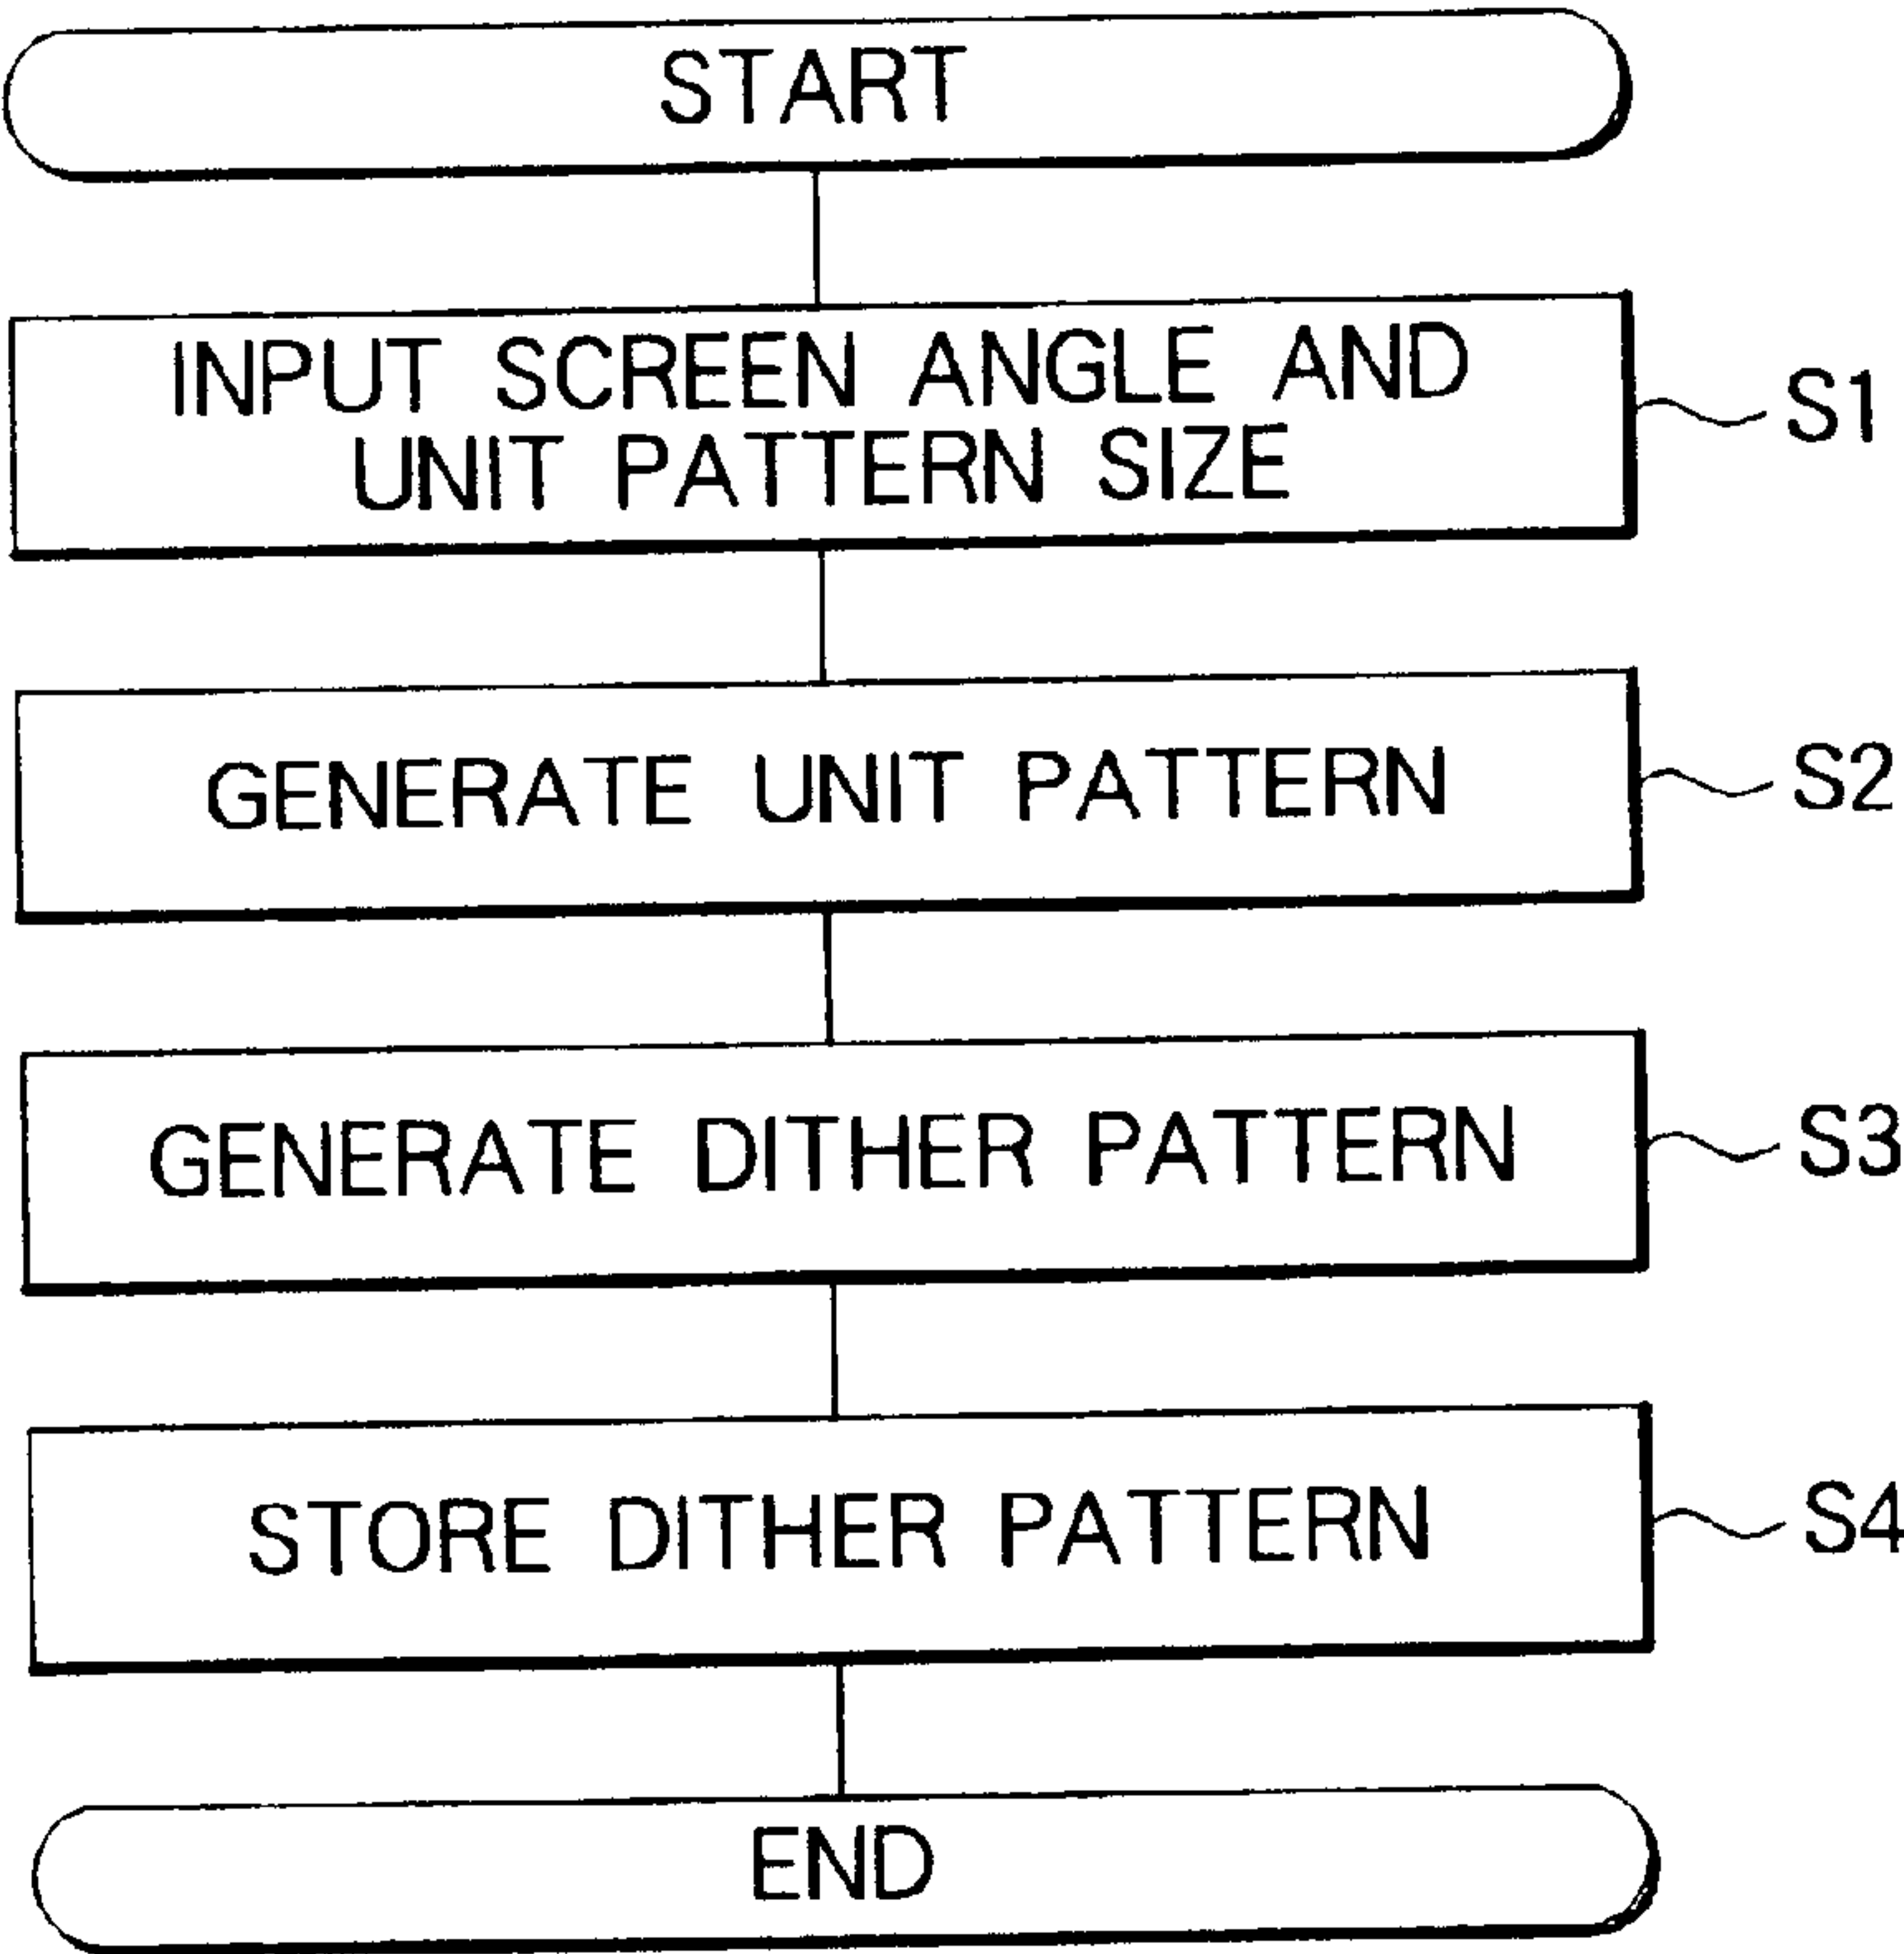 START
INPUT SCREEN ANGLE AND
UNIT PATTERN SIZE
S1
GENERATE UNIT PATTERN
S2
GENERATE DITHER PATTERN
S3
STORE DITHER PATTERN
S4
END